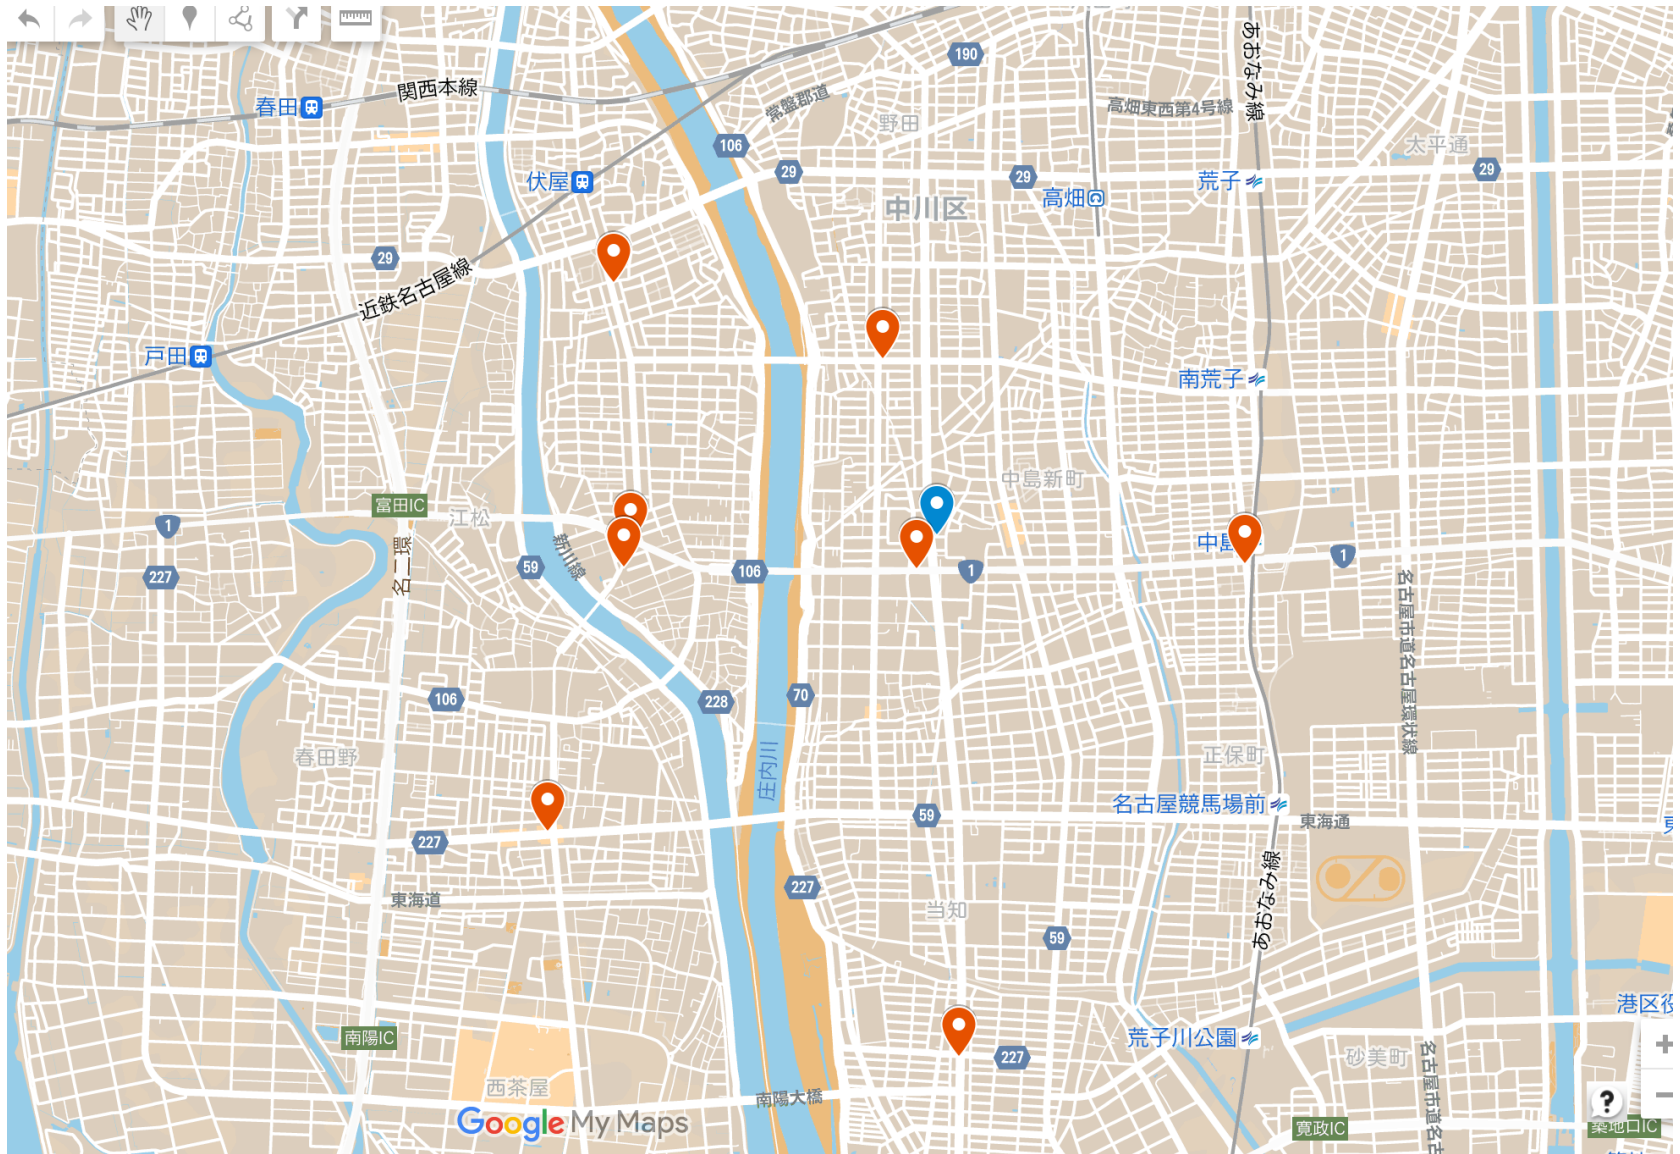 190
関西本線
春田
常盤郡道
野田
高畑東西第4号線
あおなみ線
太平通
106
29
29
29
伏屋
高畑
荒子
中川区
29
近鉄名古屋線
戸田
南荒子
中島新町
富田IC
江松
1
227
名二環
59
新川線
106
1
1
名古屋市道名古屋環状線
106
228
70
春田野
庄内川
正保町
名古屋競馬場前
59
東海通
227
東海道
227
あおなみ線
当知
59
港区役
南陽IC
荒子川公園
227
砂美町
名古屋市道名古
西茶屋
南陽大橋
Google My Maps
?
寛政IC
築地口IC